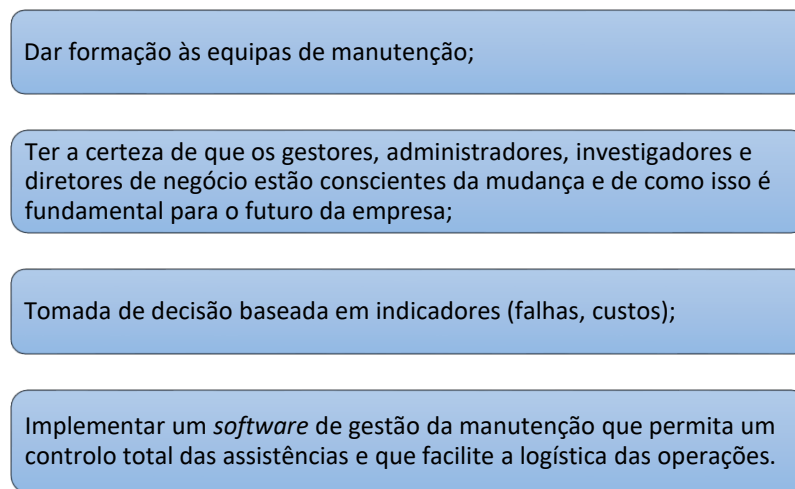 Dar formação às equipas de manutenção;
Ter a certeza de que os gestores, administradores, investigadores e
diretores de negócio estão conscientes da mudança e de como isso é
fundamental para o futuro da empresa;
Tomada de decisão baseada em indicadores (falhas, custos);
Implementar um software de gestão da manutenção que permita um
controlo total das assistências e que facilite a logística das operações.